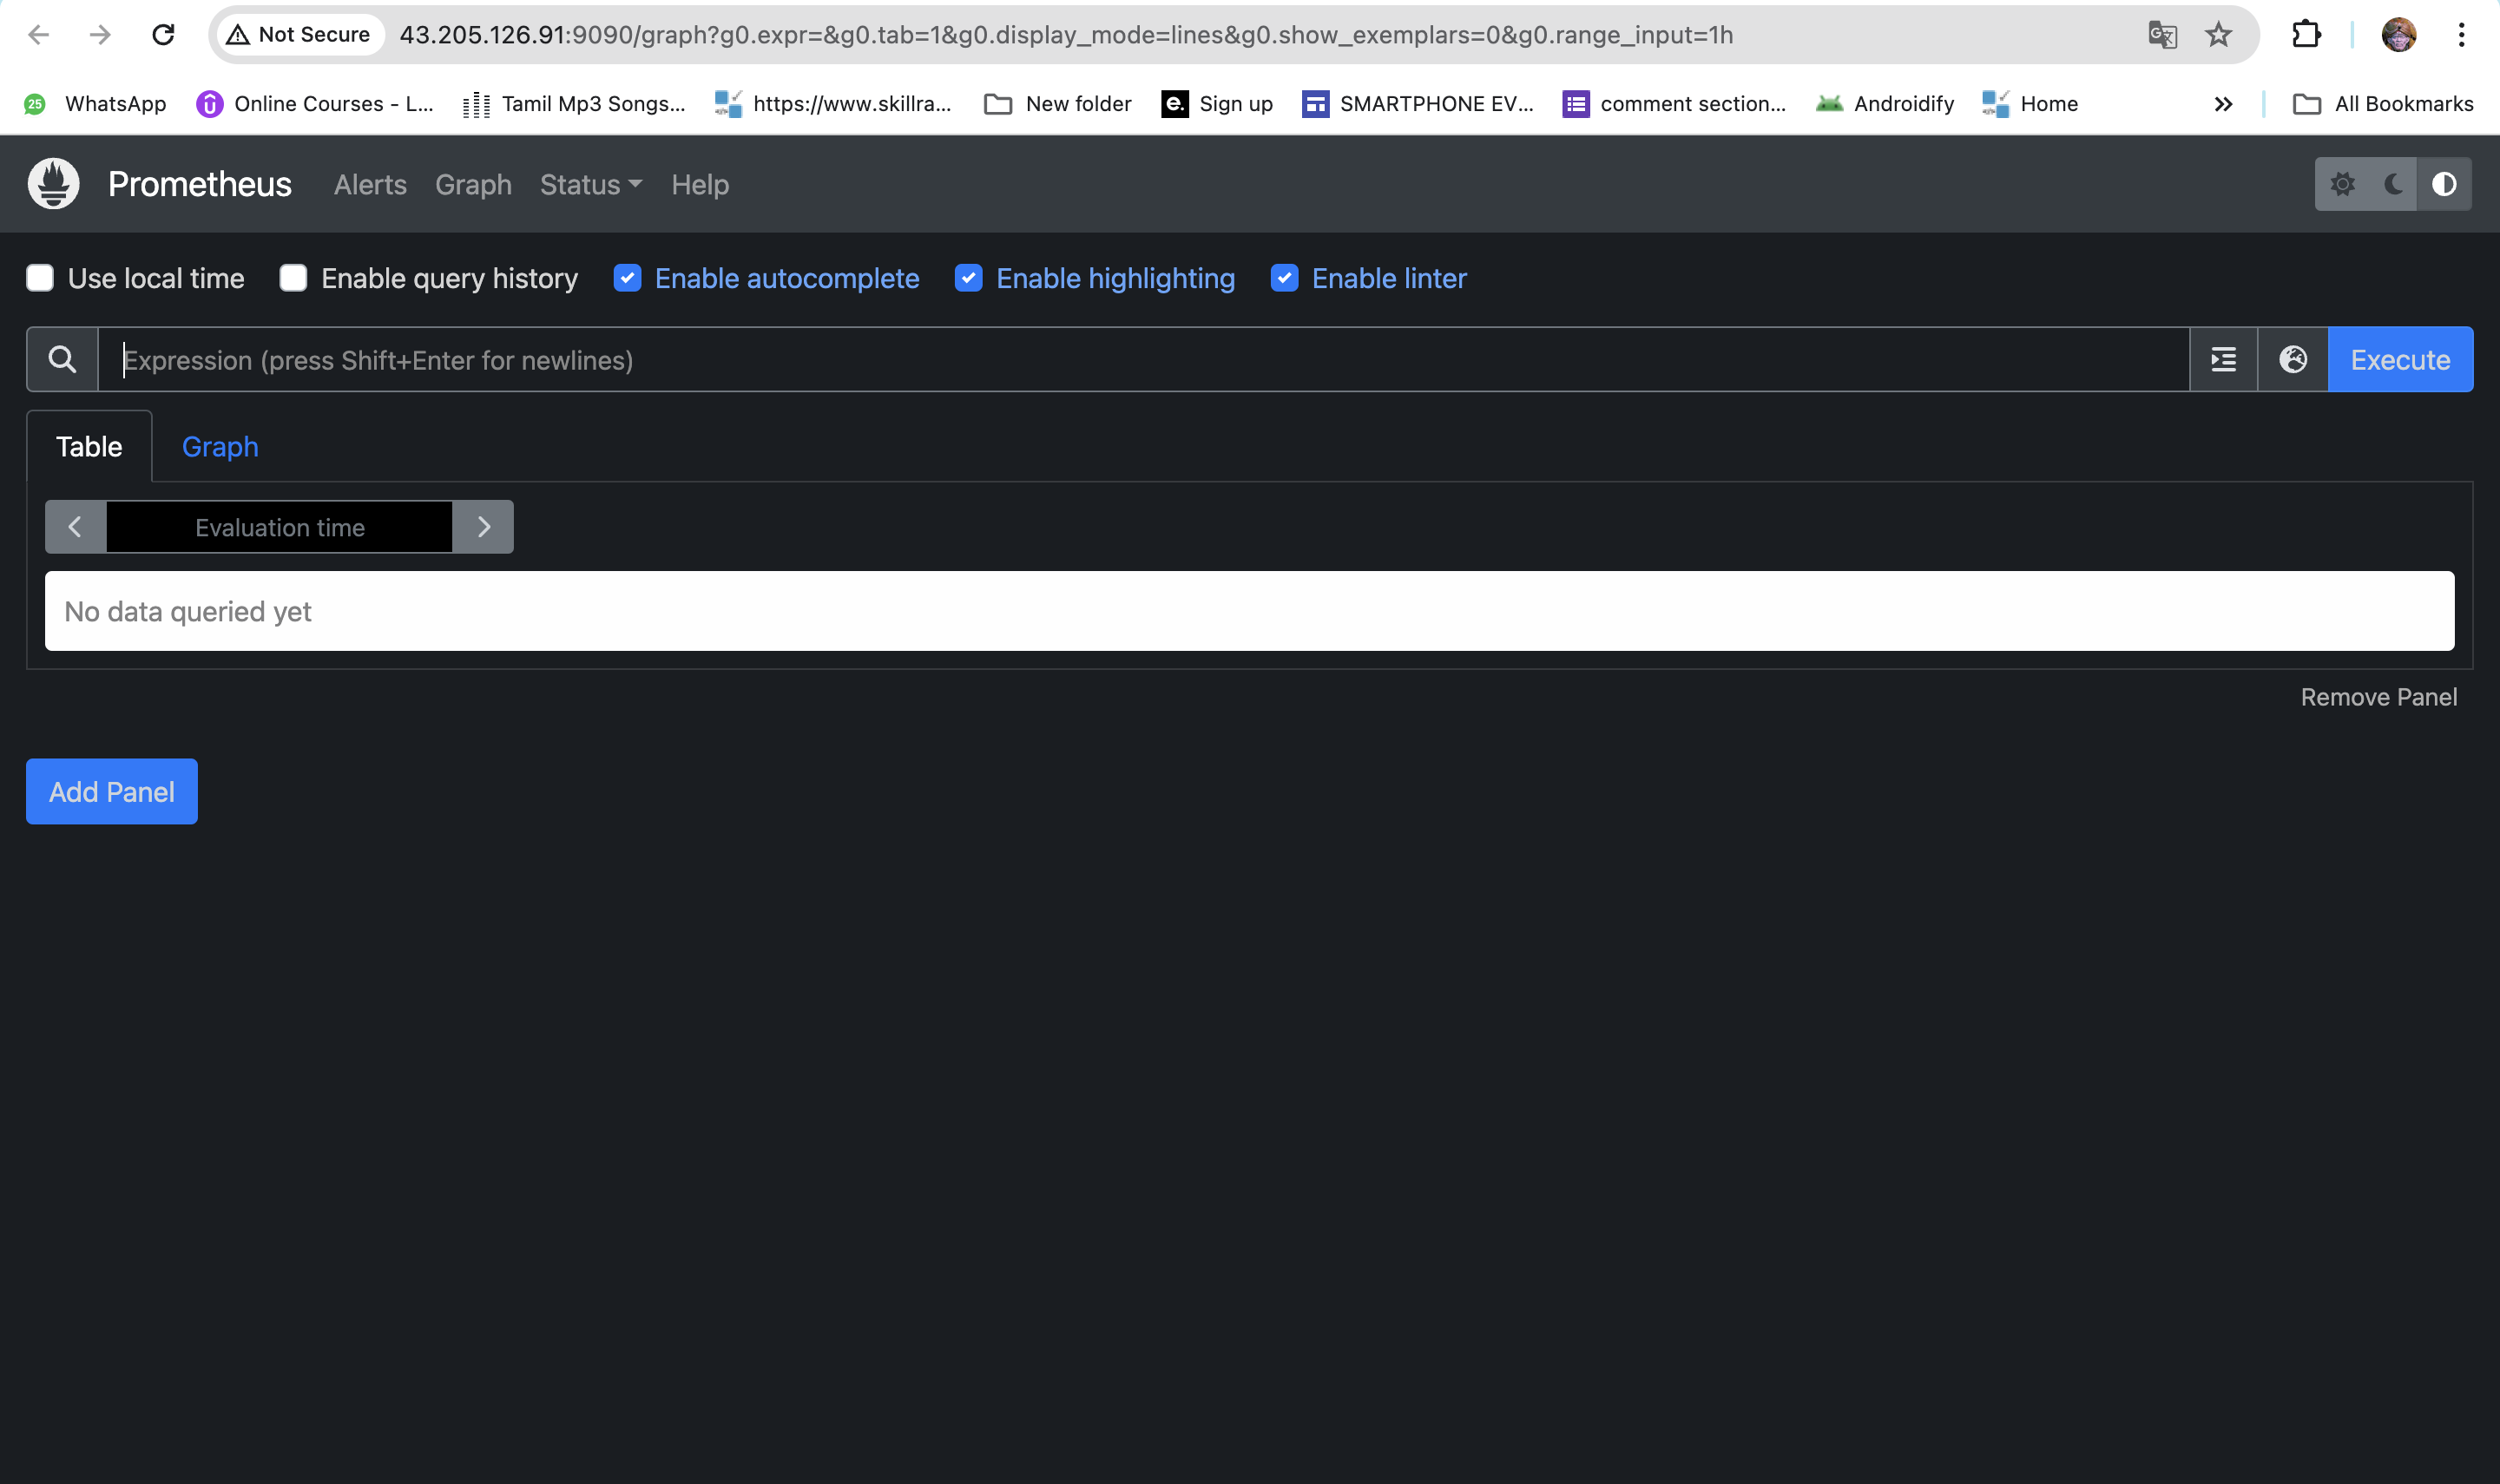 Not Secure 43.205.126.91:9090/graph?g0.expr=&g0.tab=1&g0.display_mode=lines&g0.show_exemplars=0&g0.range_input=1h
25 WhatsApp Online Courses - L... Tamil Mp3 Songs... https://www.skillra... New folder e. Sign up SMARTPHONE EV... comment section... Androidify Home All Bookmarks
Prometheus Alerts Graph Status Help
Use local time Enable query history Enable autocomplete Enable highlighting Enable linter
Expression (press Shift+Enter for newlines) Execute
Table Graph
Evaluation time
No data queried yet
Remove Panel
Add Panel